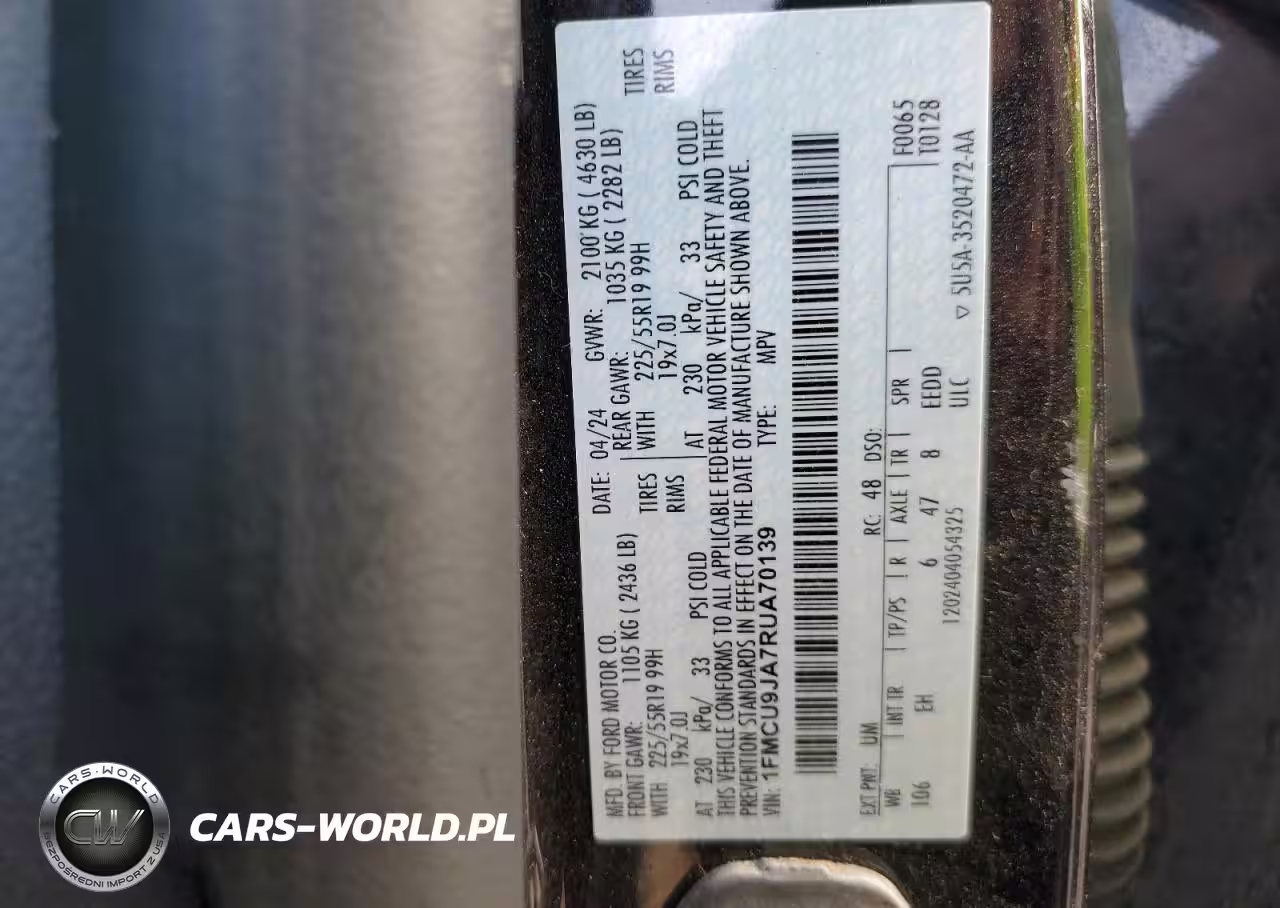 MFD. BY FORD MOTOR CO.
DATE: 04/24 GVWR: 2100 KG ( 4630 LB)
FRONT GAWR: 1105 KG ( 2436 LB) REAR GAWR: 1035 KG ( 2282 LB)
WITH 225/55R19 99H TIRES WITH 225/55R19 99H TIRES
19x7.0J RIMS 19x7.0J RIMS
AT 230 kPa/ 33 PSI COLD AT 230 kPa/ 33 PSI COLD
THIS VEHICLE CONFORMS TO ALL APPLICABLE FEDERAL MOTOR VEHICLE SAFETY AND THEFT
PREVENTION STANDARDS IN EFFECT ON THE DATE OF MANUFACTURE SHOWN ABOVE.
VIN: 1FMCU9JA7RUA70139 TYPE: MPV
EXT PNT: UM RC: 48 DSO:
WB INT TR TP/PS R AXLE TR SPR F0065
106 EH 6 47 8 EEDD T0128
1202404054325 ULC ▽ 5U5A-3520472-AA
CARS-WORLD
CW
BEZPOŚREDNI IMPORT Z USA
CARS-WORLD.PL